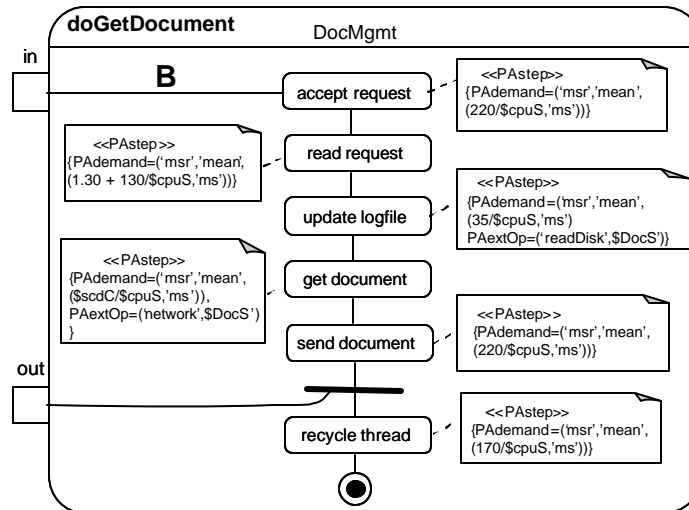 doGetDocument
DocMgmt
in
B
accept request
<<PAstep>>
{PAdemand=(‘msr’,’mean’,
(220/$cpuS,’ms’))}
<<PAstep>>
{PAdemand=(‘msr’,’mean’,
(1.30 + 130/$cpuS,’ms’))}
read request
<<PAstep>>
{PAdemand=(‘msr’,’mean’,
(35/$cpuS,’ms’)
PAextOp=(‘readDisk’,$DocS’)}
update logfile
<<PAstep>>
{PAdemand=(‘msr’,’mean’,
($scdC/$cpuS,’ms’)),
PAextOp=(‘network’,$DocS’)
}
get document
send document
<<PAstep>>
{PAdemand=(‘msr’,’mean’,
(220/$cpuS,’ms’))}
out
recycle thread
<<PAstep>>
{PAdemand=(‘msr’,’mean’,
(170/$cpuS,’ms’))}